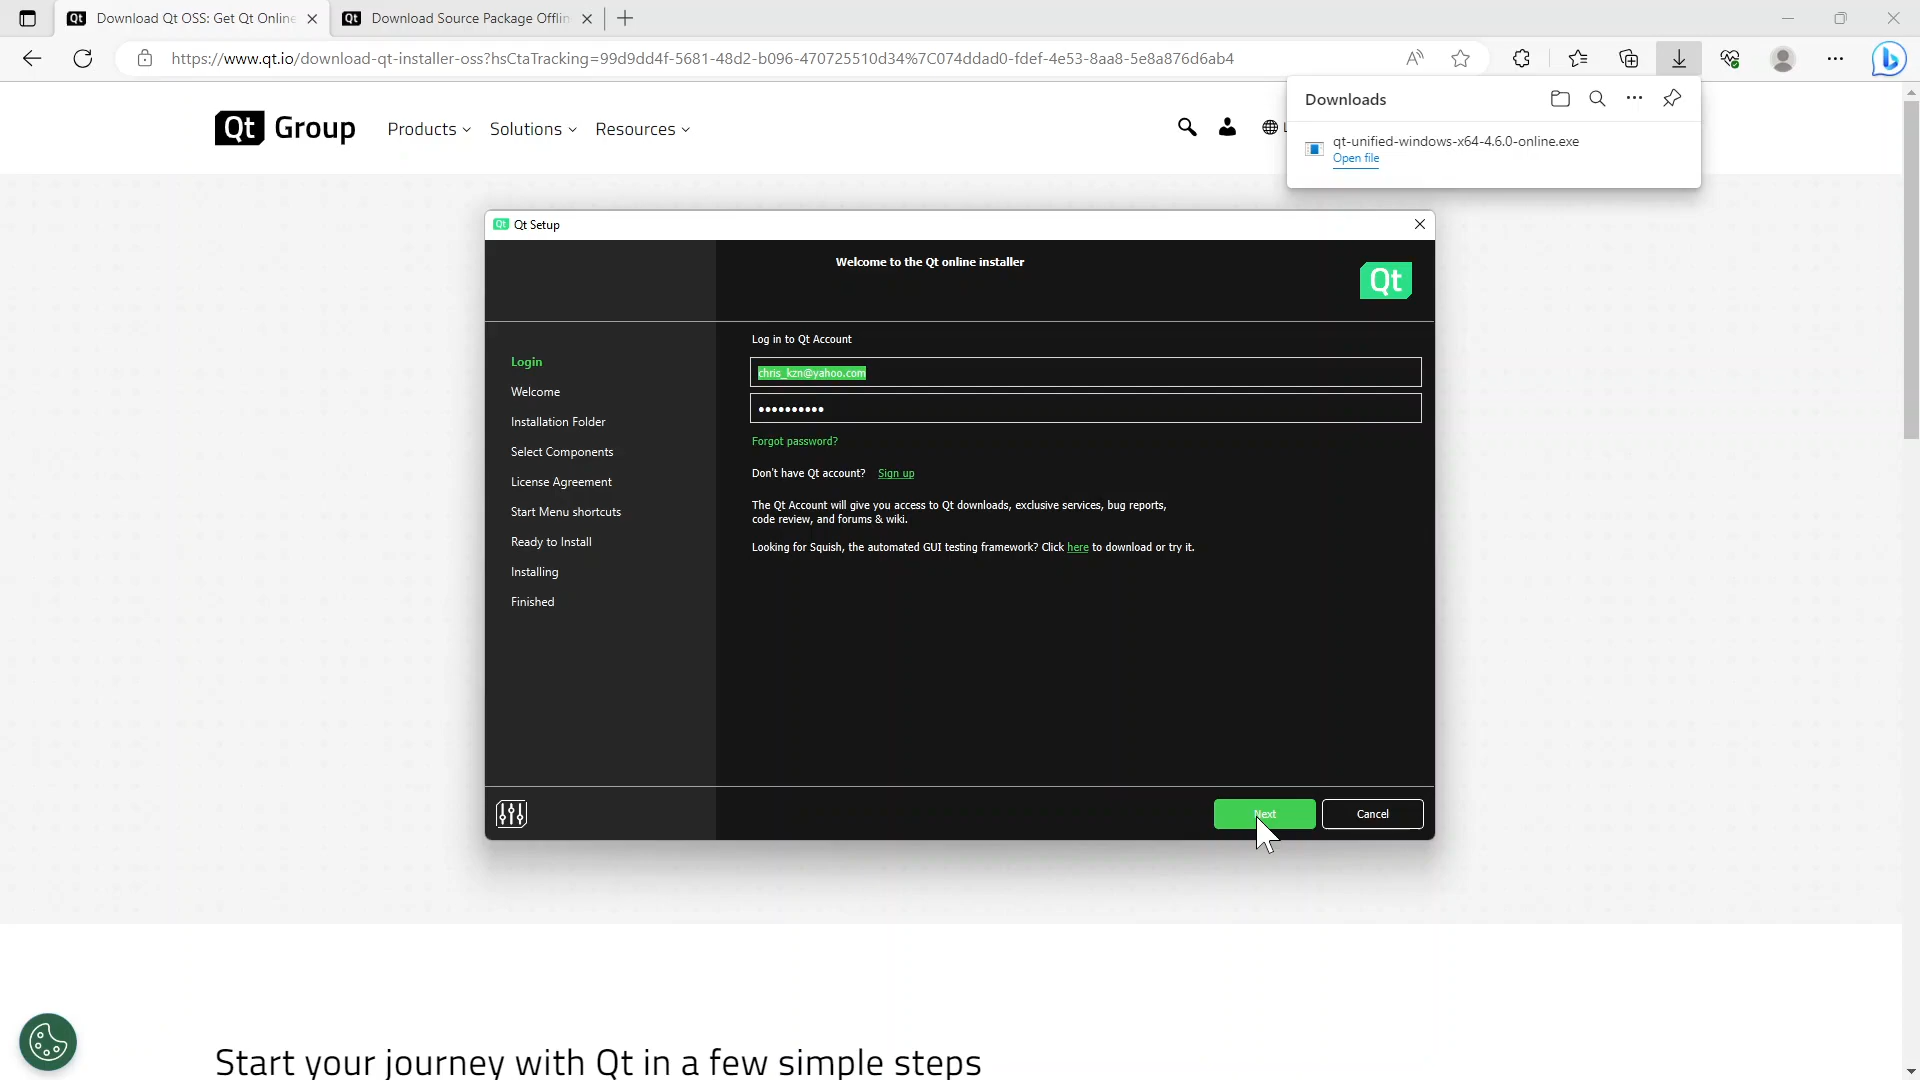 Download Qt OSS: Get Qt Online
Download Source Package Offlin
https://www.qt.io/download-qt-installer-oss?hsCtaTracking=99d9dd4f-5681-48d2-b096-470725510d34%7C074ddad0-fdef-4e53-8aa8-5e8a876d6ab4
Downloads
qt-unified-windows-x64-4.6.0-online.exe
Open file
Qt Group
Products
Solutions
Resources
Qt Setup
Welcome to the Qt online installer
Qt
Login
Welcome
Installation Folder
Select Components
License Agreement
Start Menu shortcuts
Ready to Install
Installing
Finished
Log in to Qt Account
chris_kzn@yahoo.com
••••••••••
Forgot password?
Don't have Qt account? Sign up
The Qt Account will give you access to Qt downloads, exclusive services, bug reports,
code review, and forums & wiki.
Looking for Squish, the automated GUI testing framework? Click here to download or try it.
Next
Cancel
Start your journey with Qt in a few simple steps